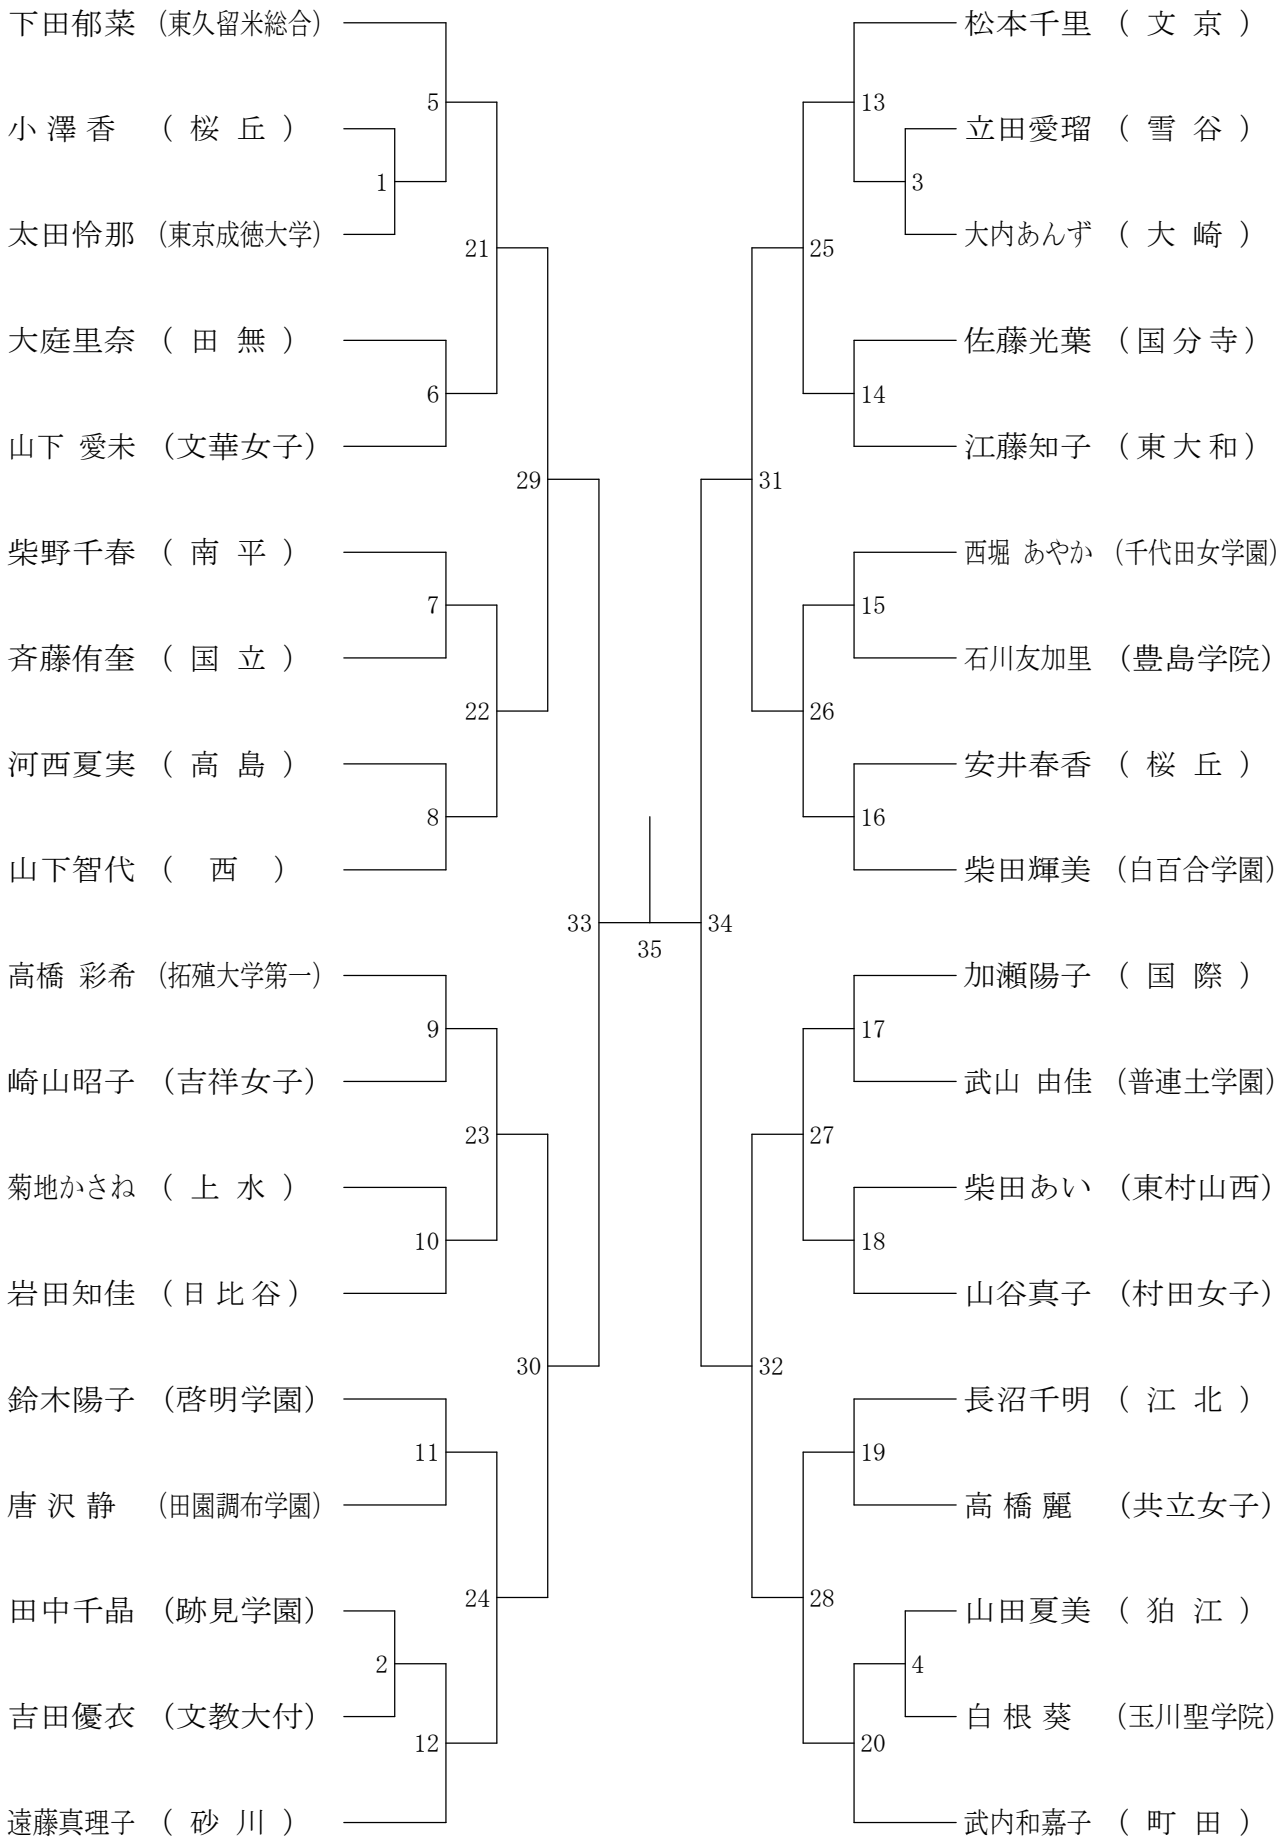 下田郁菜 (東久留米総合)
5
小澤香 (桜丘)
1
太田怜那 (東京成徳大学)
21
大庭里奈 (田無)
6
山下 愛未 (文華女子)
29
柴野千春 (南平)
7
斉藤侑奎 (国立)
22
河西夏実 (高島)
8
山下智代 (西)
33
高橋 彩希 (拓殖大学第一)
9
崎山昭子 (吉祥女子)
23
菊地かさね (上水)
10
岩田知佳 (日比谷)
30
鈴木陽子 (啓明学園)
11
唐沢静 (田園調布学園)
24
田中千晶 (跡見学園)
2
吉田優衣 (文教大付)
12
遠藤真理子 (砂川)
35
松本千里 (文京)
13
立田愛瑠 (雪谷)
3
大内あんず (大崎)
25
佐藤光葉 (国分寺)
14
江藤知子 (東大和)
31
西堀 あやか (千代田女学園)
15
石川友加里 (豊島学院)
26
安井春香 (桜丘)
16
柴田輝美 (白百合学園)
34
加瀬陽子 (国際)
17
武山 由佳 (普連土学園)
27
柴田あい (東村山西)
18
山谷真子 (村田女子)
32
長沼千明 (江北)
19
高橋麗 (共立女子)
28
山田夏美 (狛江)
4
白根葵 (玉川聖学院)
20
武内和嘉子 (町田)